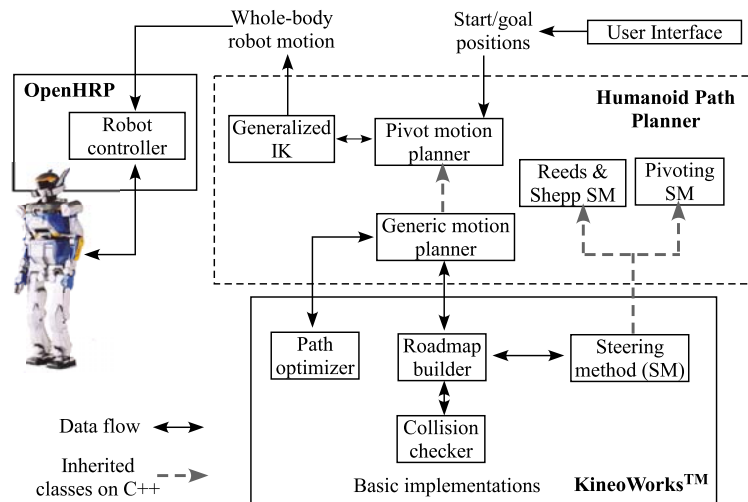 Whole-body
robot motion
Start/goal
positions
User Interface
OpenHRP
Robot
controller
Humanoid Path
Planner
Generalized
IK
Pivot motion
planner
Reeds &
Shepp SM
Pivoting
SM
Generic motion
planner
Path
optimizer
Roadmap
builder
Steering
method (SM)
Collision
checker
Data flow
Inherited
classes on C++
Basic implementations
KineoWorks™